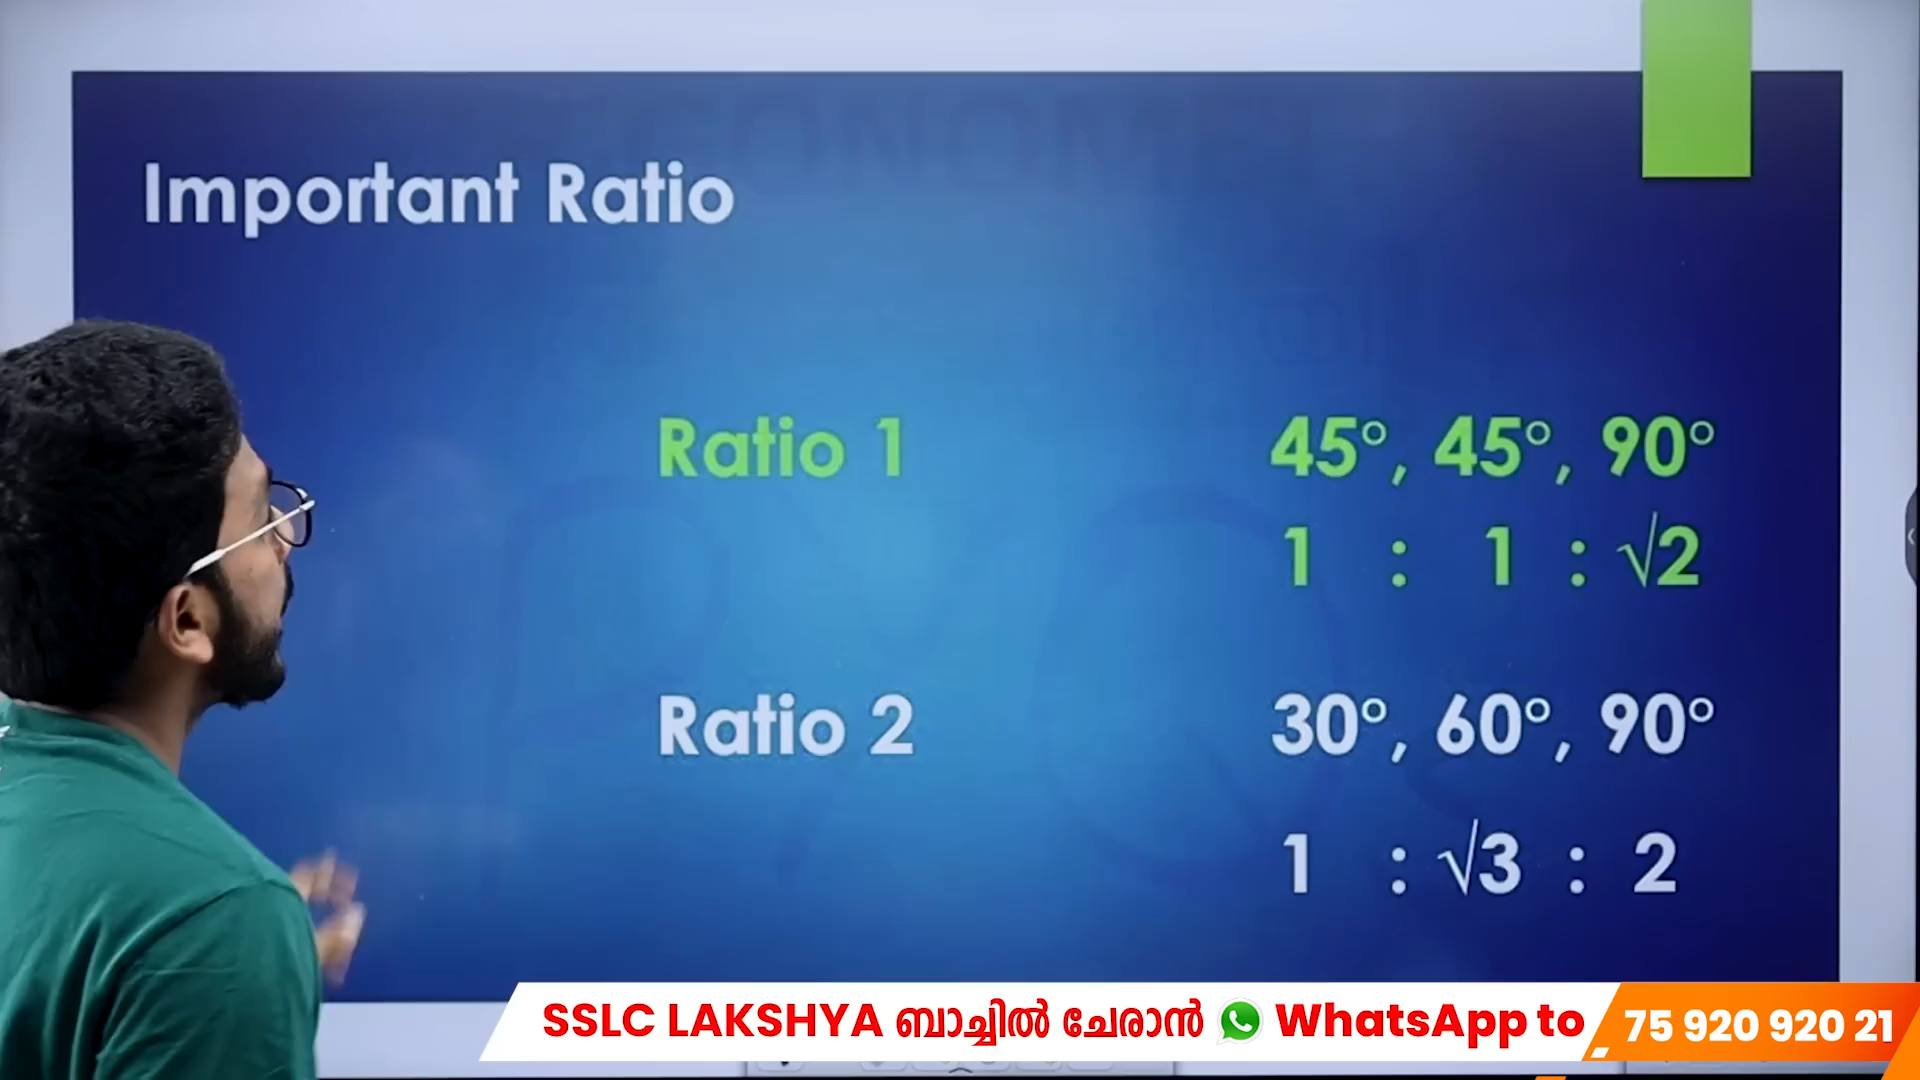 Important Ratio
Ratio 1
45°, 45°, 90°
1 : 1 : √2
Ratio 2
30°, 60°, 90°
1 : √3 : 2
SSLC LAKSHYA ബാച്ചിൽ ചേരാൻ WhatsApp to 75 920 920 21